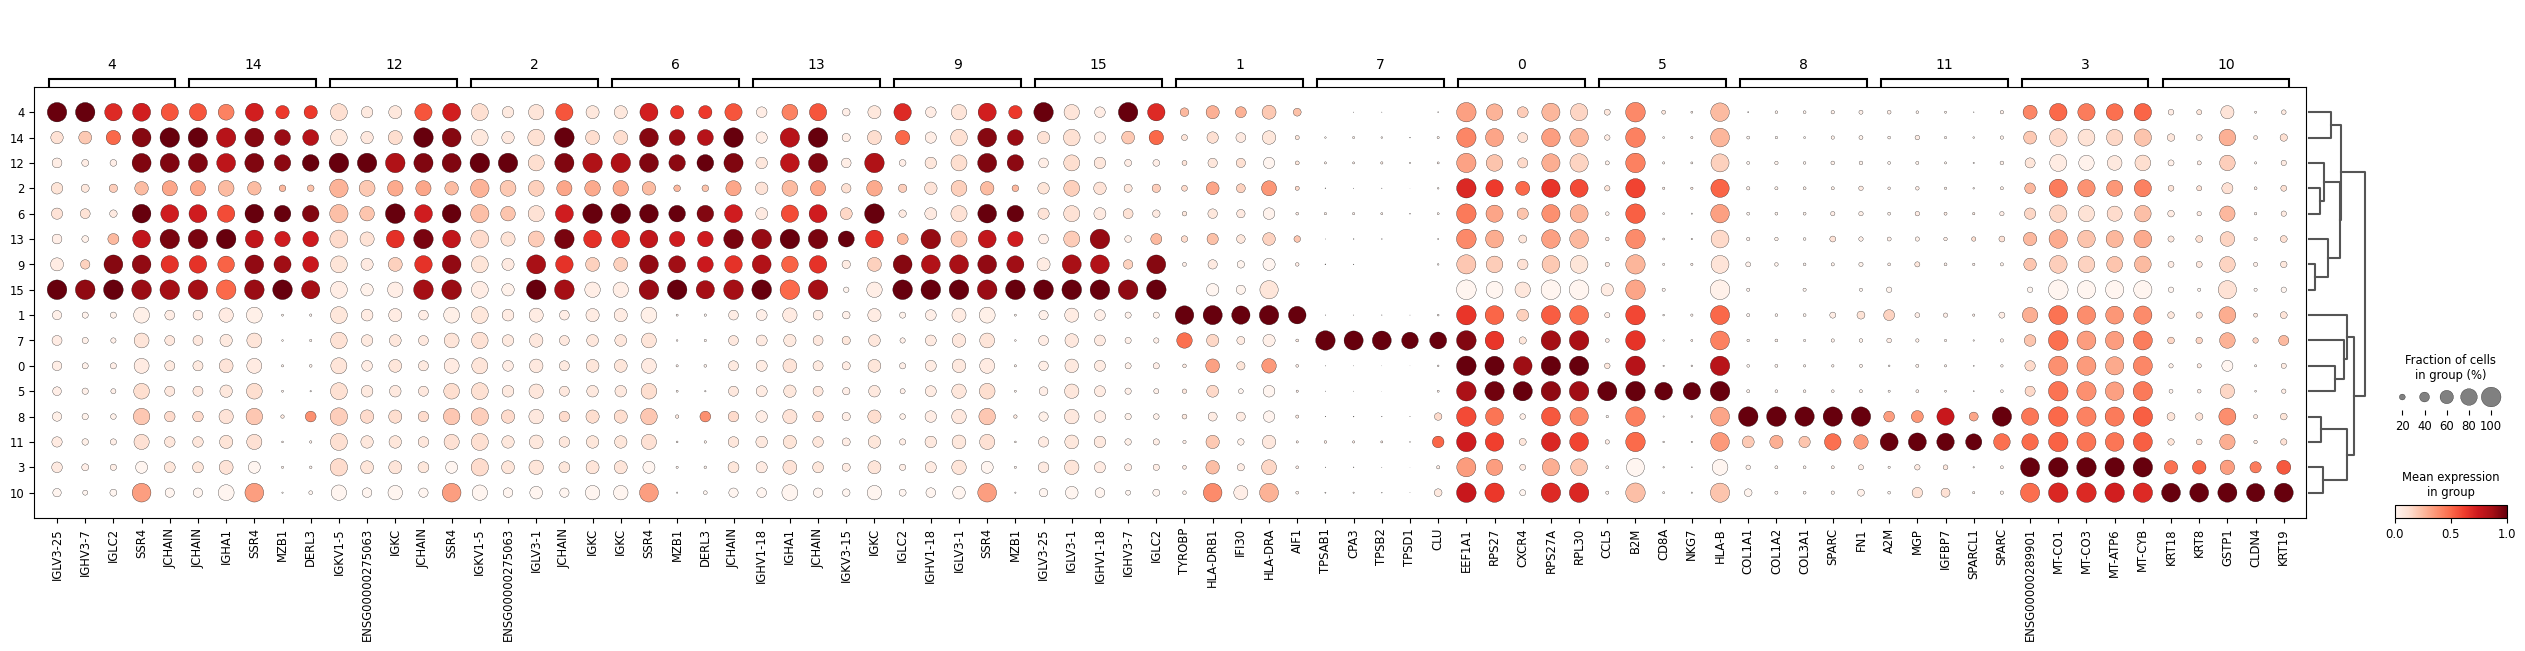 4 14 12 2 6 13 9 15 1 7 0 5 8 11 3 10
4
14
12
2
6
13
9
15
1
7
0
5
8
11
3
10
IGLV3-25 IGHV3-7 IGLC2 SSR4 JCHAIN JCHAIN IGHA1 SSR4 MZB1 DERL3 IGKV1-5 ENSG00000275063 IGKC JCHAIN SSR4 IGKV1-5 ENSG00000275063 IGLV3-1 JCHAIN IGKC IGKC SSR4 MZB1 DERL3 JCHAIN IGHV1-18 IGHA1 JCHAIN IGKV3-15 IGKC IGLC2 IGHV1-18 IGLV3-1 SSR4 MZB1 IGLV3-25 IGLV3-1 IGHV1-18 IGHV3-7 IGLC2 TYROBP HLA-DRB1 IFI30 HLA-DRA AIF1 TPSAB1 CPA3 TPSB2 TPSD1 CLU EEF1A1 RPS27 CXCR4 RPS27A RPL30 CCL5 B2M CD8A NKG7 HLA-B COL1A1 COL1A2 COL3A1 SPARC FN1 A2M MGP IGFBP7 SPARCL1 SPARC ENSG00000289901 MT-CO1 MT-CO3 MT-ATP6 MT-CYB KRT18 KRT8 GSTP1 CLDN4 KRT19
Fraction of cells
in group (%)
20 40 60 80 100
Mean expression
in group
0.0 0.5 1.0